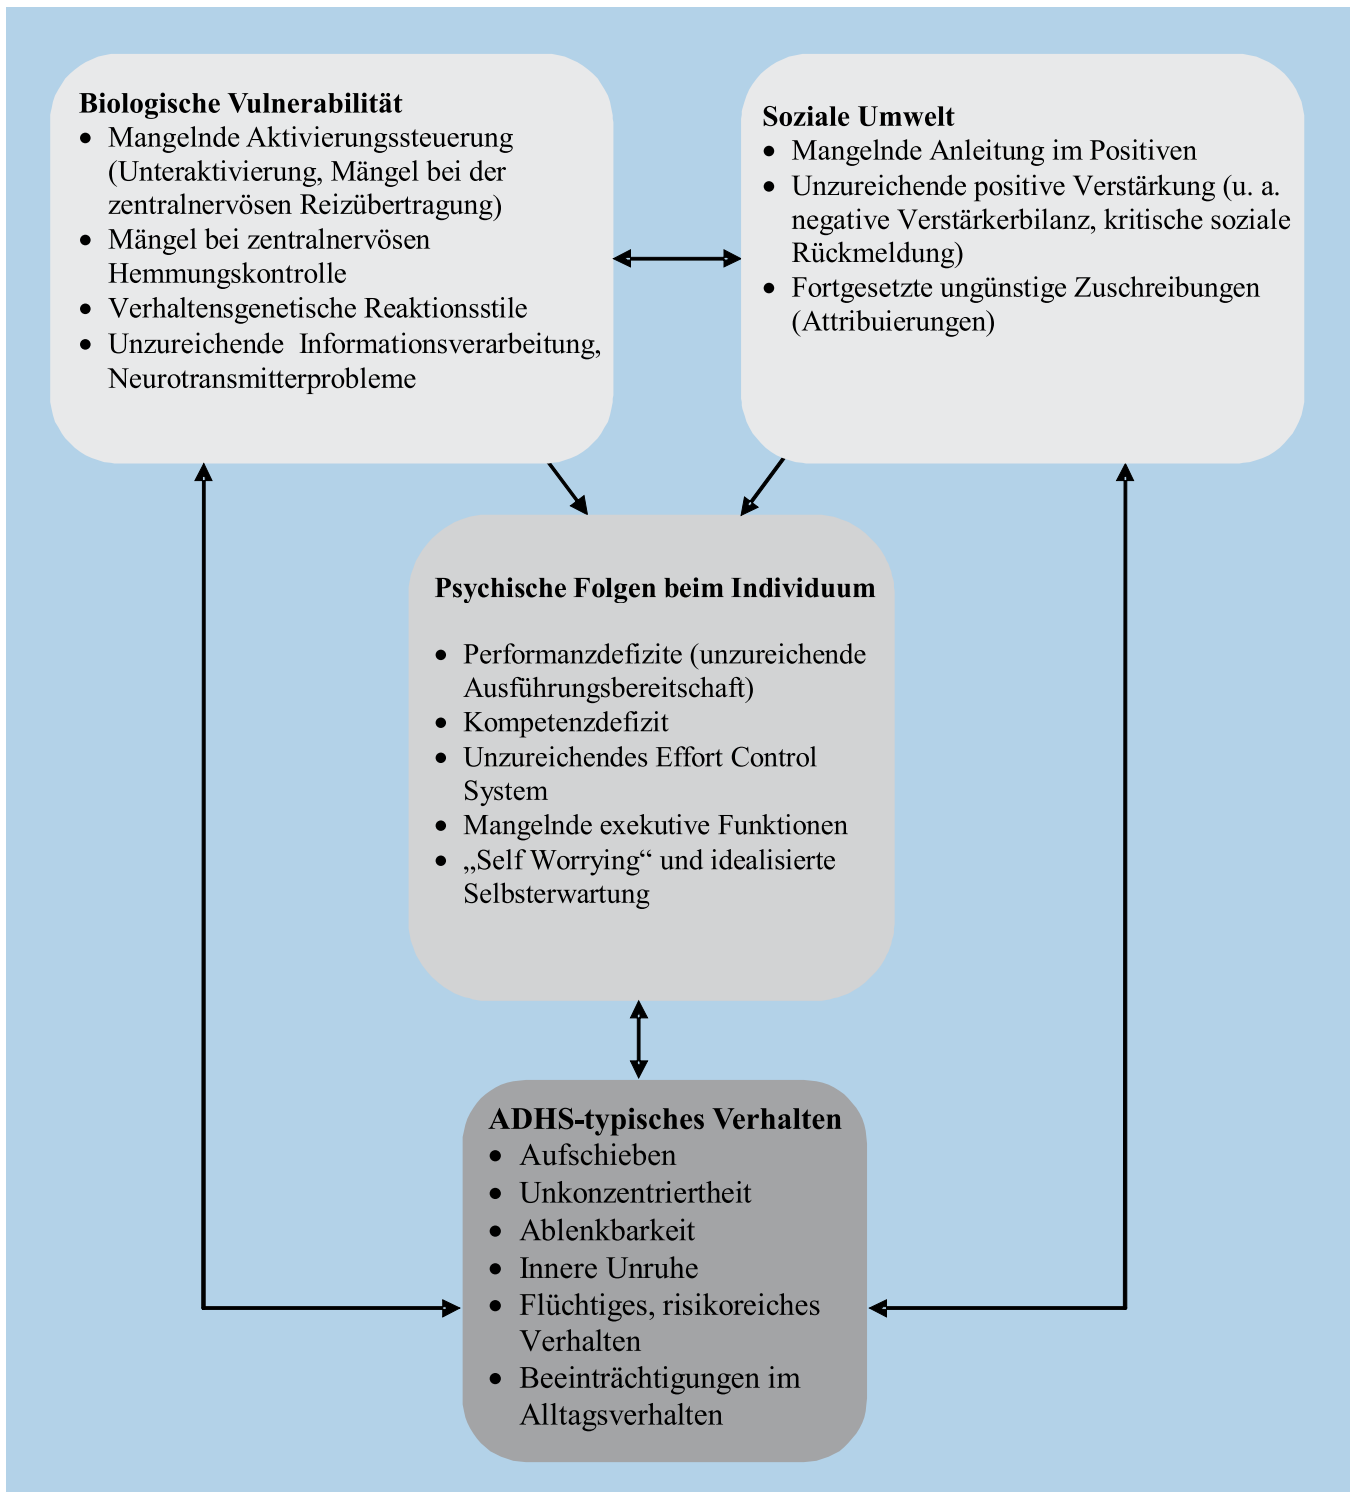 Biologische Vulnerabilität
• Mangelnde Aktivierungssteuerung
(Unteraktivierung, Mängel bei der
zentralnervösen Reizübertragung)
• Mängel bei zentralnervösen
Hemmungskontrolle
• Verhaltensgenetische Reaktionsstile
• Unzureichende Informationsverarbeitung,
Neurotransmitterprobleme
Soziale Umwelt
• Mangelnde Anleitung im Positiven
• Unzureichende positive Verstärkung (u. a.
negative Verstärkerbilanz, kritische soziale
Rückmeldung)
• Fortgesetzte ungünstige Zuschreibungen
(Attribuierungen)
Psychische Folgen beim Individuum
• Performanzdefizite (unzureichende
Ausführungsbereitschaft)
• Kompetenzdefizit
• Unzureichendes Effort Control
System
• Mangelnde exekutive Funktionen
• „Self Worrying“ und idealisierte
Selbsterwartung
ADHS-typisches Verhalten
• Aufschieben
• Unkonzentriertheit
• Ablenkbarkeit
• Innere Unruhe
• Flüchtiges, risikoreiches
Verhalten
• Beeinträchtigungen im
Alltagsverhalten